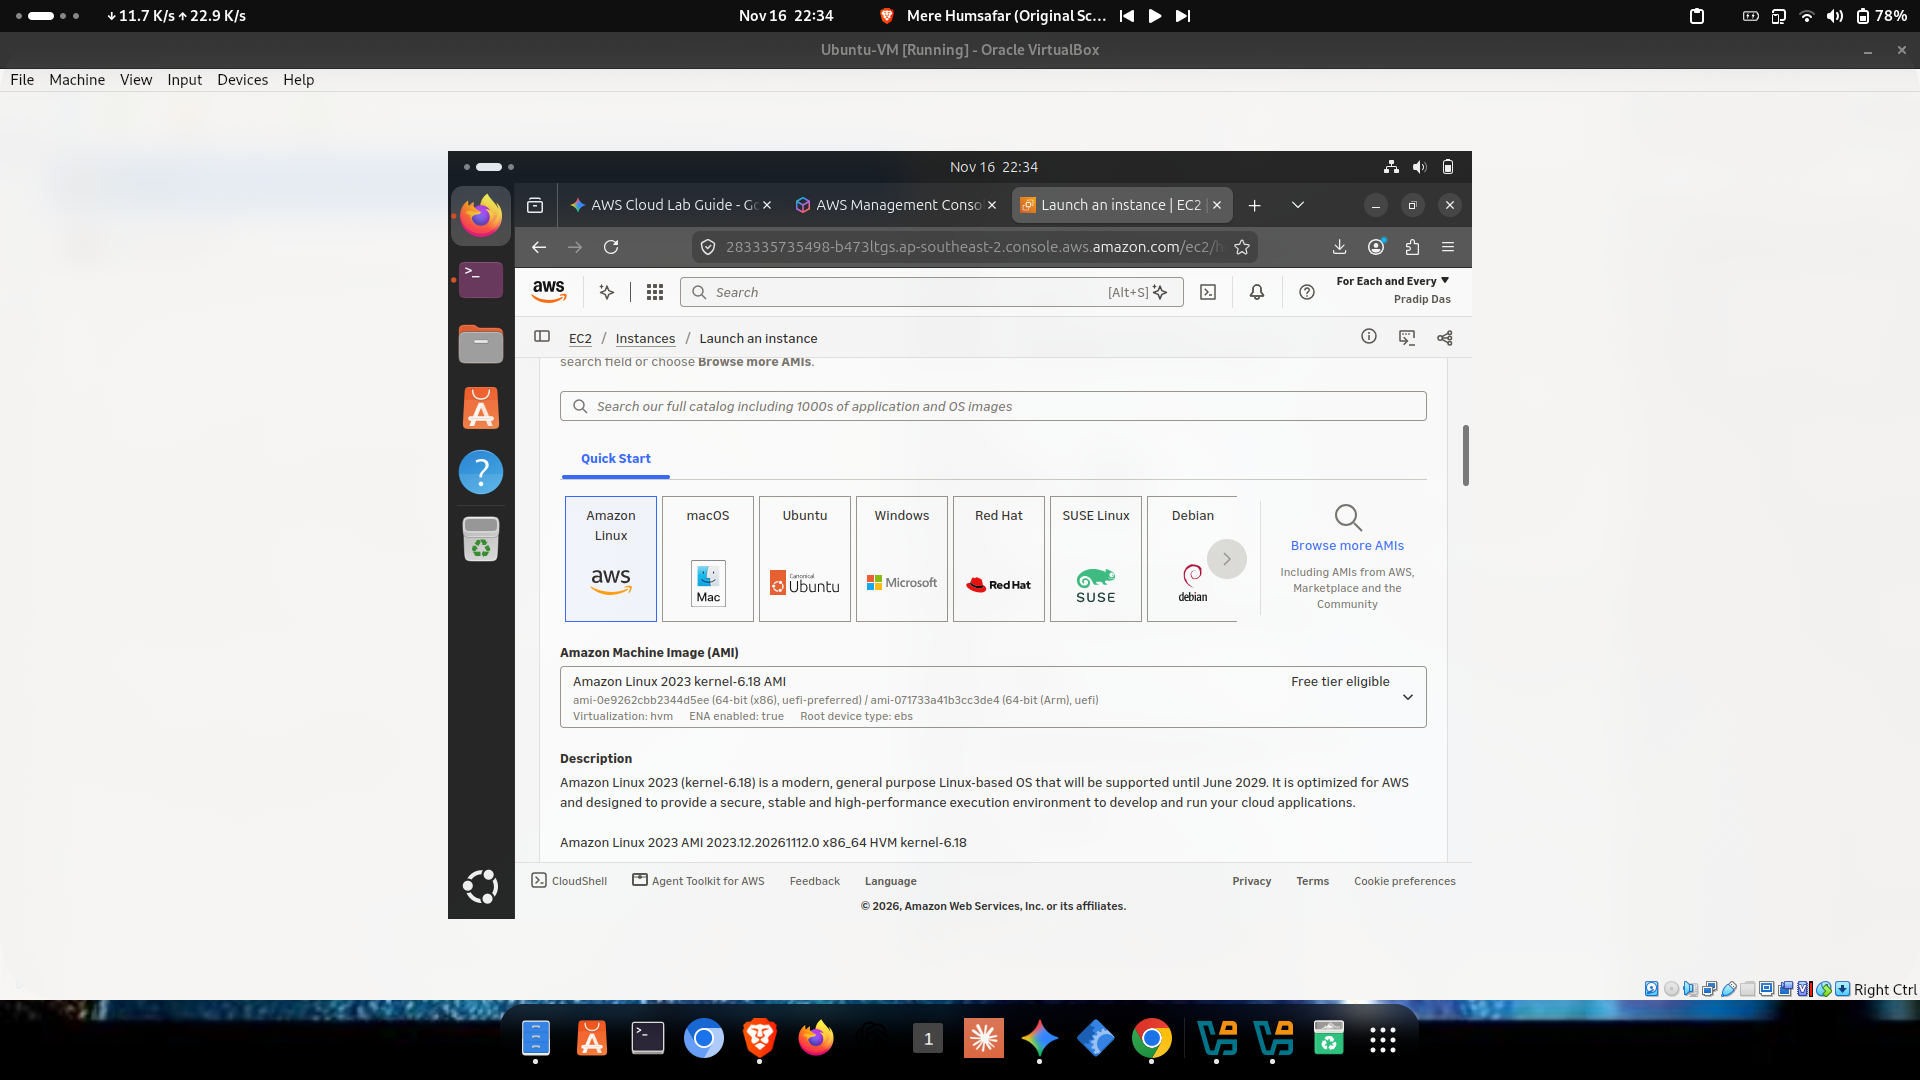 ↓ 11.7 K/s ↑ 22.9 K/s
Nov 16 22:34
Mere Humsafar (Original Sc...
78%
Ubuntu-VM [Running] - Oracle VirtualBox
File Machine View Input Devices Help
Nov 16 22:34
AWS Cloud Lab Guide - Go
AWS Management Conso
Launch an instance | EC2 |
283335735498-b473ltgs.ap-southeast-2.console.aws.amazon.com/ec2/h
aws
Search
[Alt+S]
For Each and Every
Pradip Das
EC2 / Instances / Launch an instance
search field or choose Browse more AMIs.
Search our full catalog including 1000s of application and OS images
Quick Start
Amazon Linux
aws
macOS
Mac
Ubuntu
Canonical Ubuntu
Windows
Microsoft
Red Hat
Red Hat
SUSE Linux
SUSE
Debian
debian
Browse more AMIs
Including AMIs from AWS,
Marketplace and the
Community
Amazon Machine Image (AMI)
Amazon Linux 2023 kernel-6.18 AMI
Free tier eligible
ami-0e9262cbb2344d5ee (64-bit (x86), uefi-preferred) / ami-071733a41b3cc3de4 (64-bit (Arm), uefi)
Virtualization: hvm ENA enabled: true Root device type: ebs
Description
Amazon Linux 2023 (kernel-6.18) is a modern, general purpose Linux-based OS that will be supported until June 2029. It is optimized for AWS
and designed to provide a secure, stable and high-performance execution environment to develop and run your cloud applications.
Amazon Linux 2023 AMI 2023.12.20261112.0 x86_64 HVM kernel-6.18
CloudShell Agent Toolkit for AWS Feedback Language Privacy Terms Cookie preferences
© 2026, Amazon Web Services, Inc. or its affiliates.
Right Ctrl
1